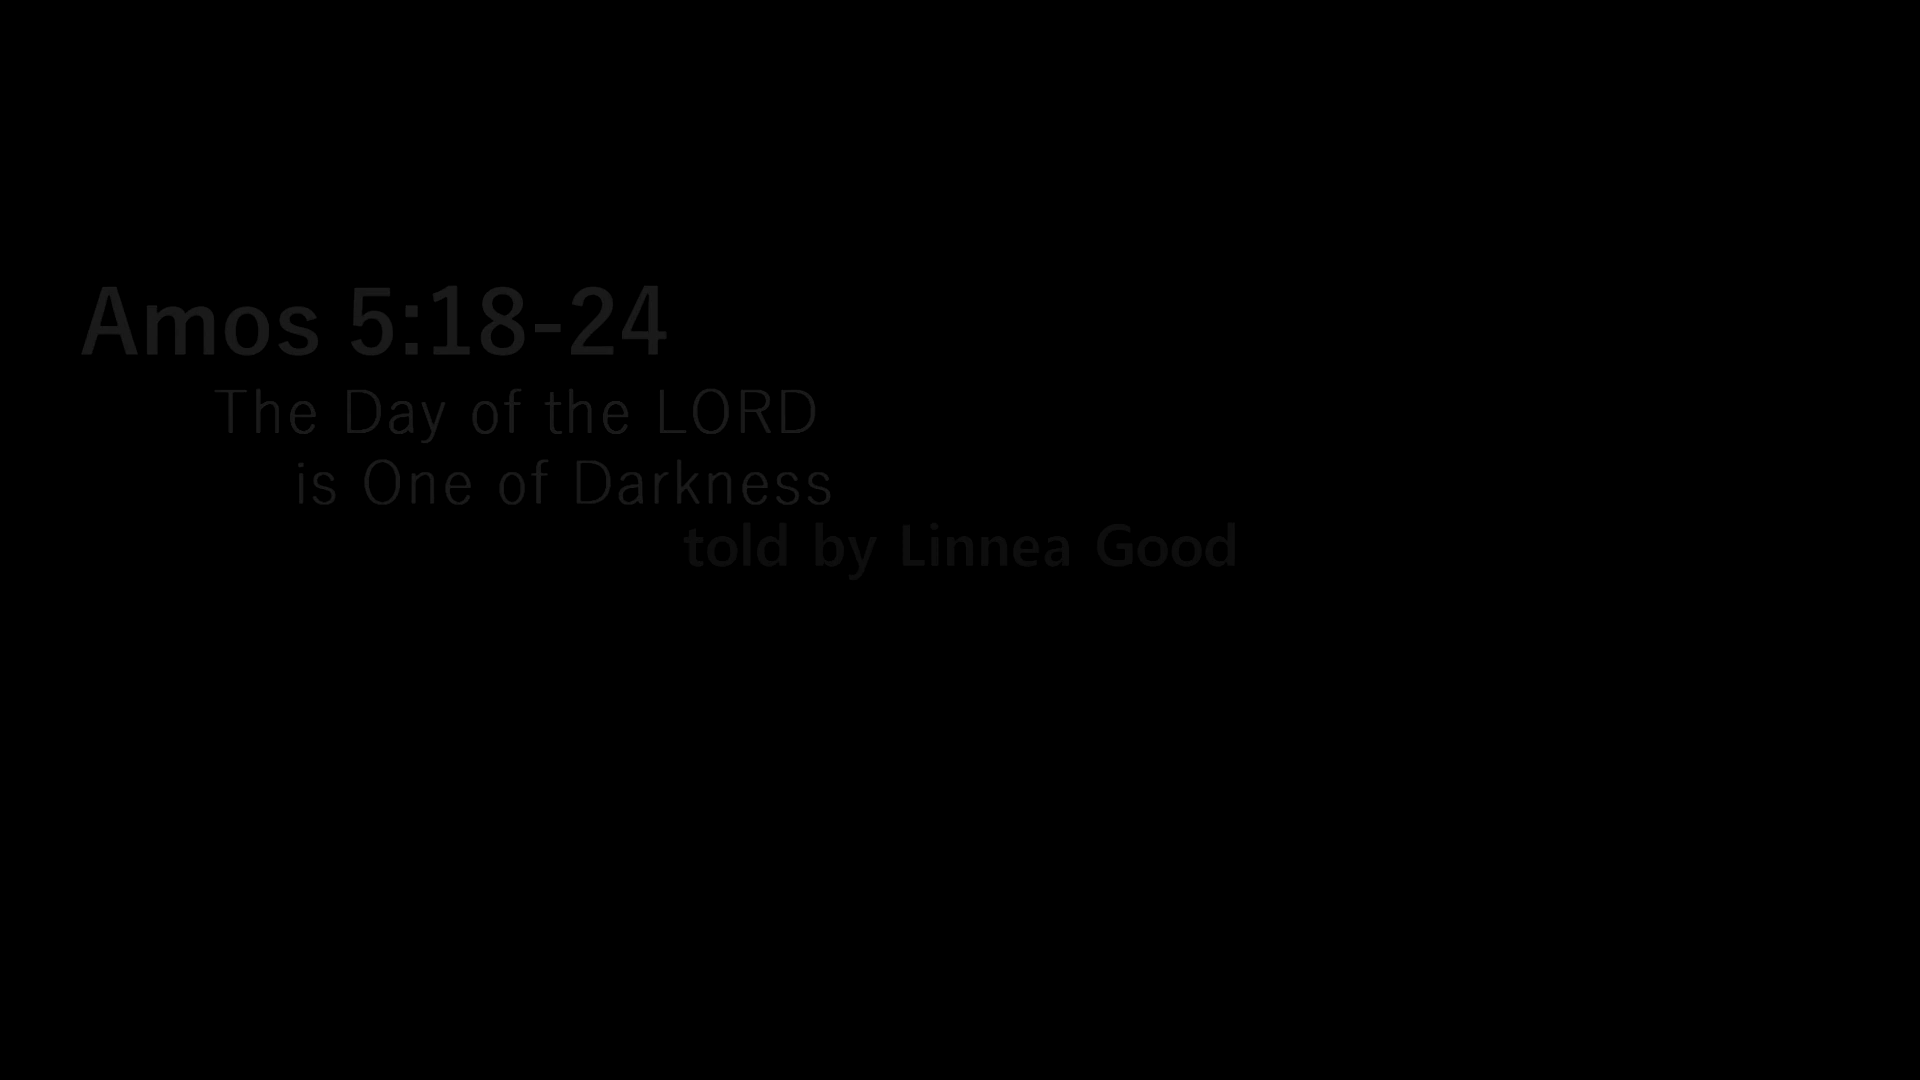 Amos 5:18-24
The Day of the LORD
is One of Darkness
told by Linnea Good